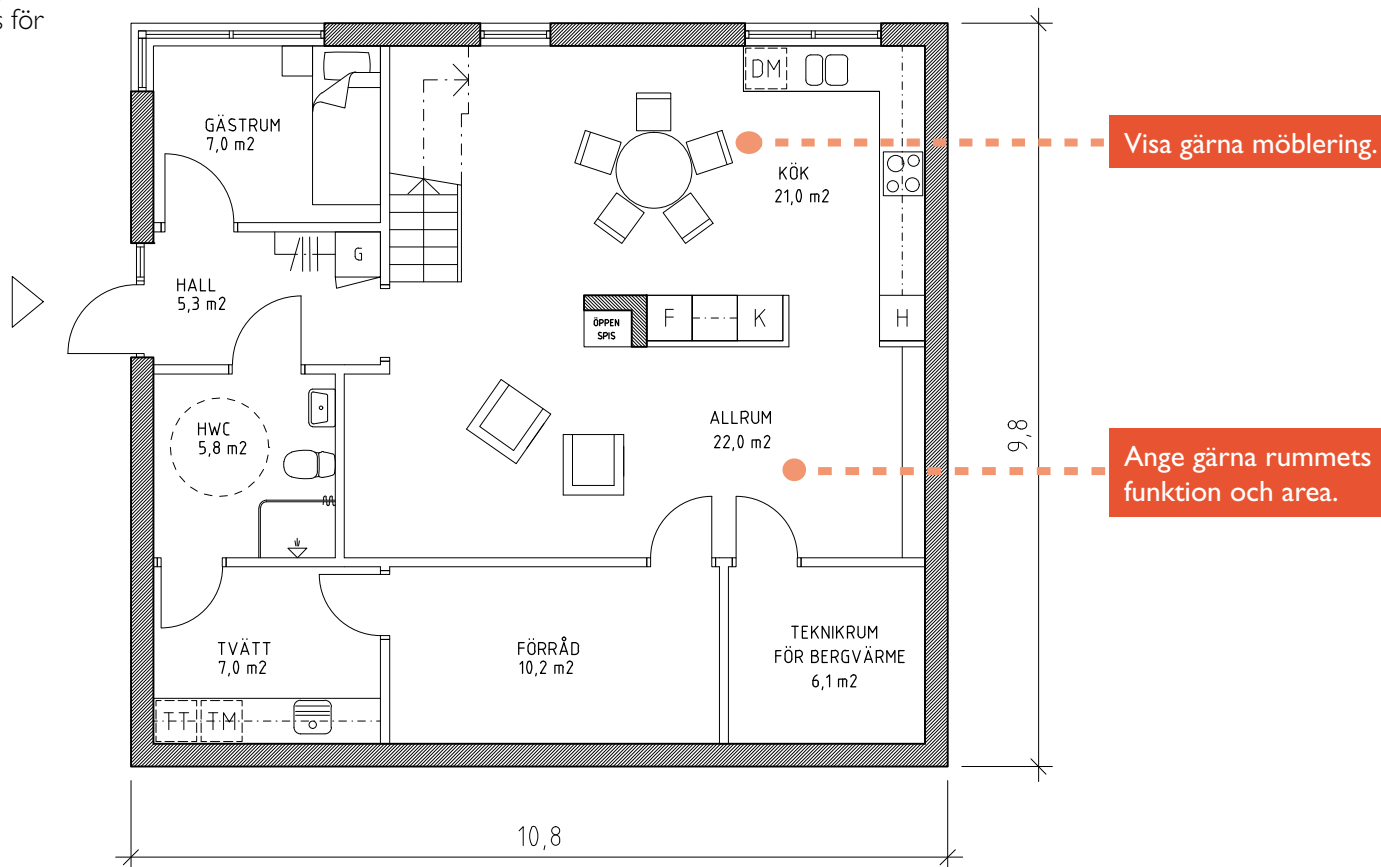 s för
GÄSTRUM
7,0 m2
DM
KÖK
21,0 m2
Visa gärna möblering.
HALL
5,3 m2
G
ÖPPEN
SPIS
F
K
H
HWC
5,8 m2
ALLRUM
22,0 m2
9,8
Ange gärna rummets
funktion och area.
TVÄTT
7,0 m2
FÖRRÅD
10,2 m2
TEKNIKRUM
FÖR BERGVÄRME
6,1 m2
TT TM
10,8